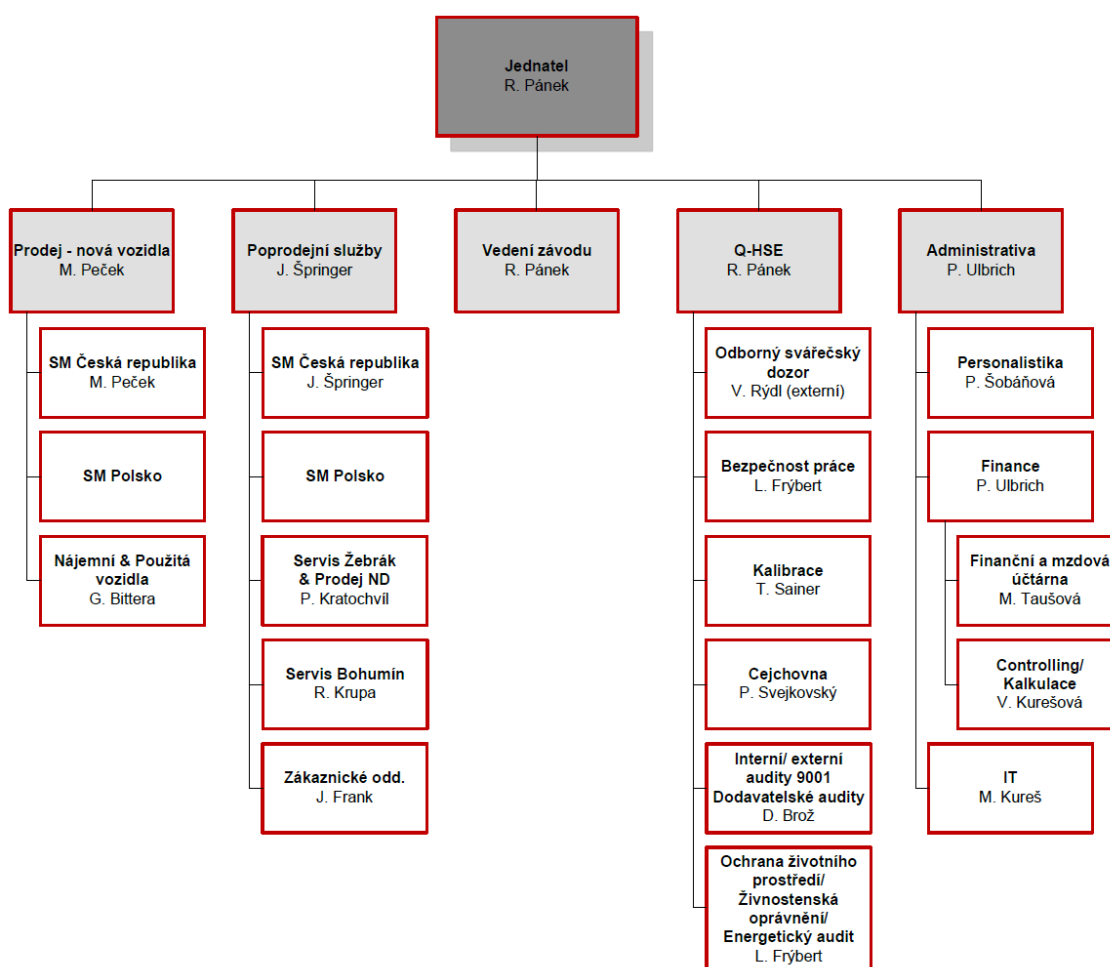 Jednatel
R. Pánek
Prodej - nová vozidla
M. Peček
Poprodejní služby
J. Špringer
Vedení závodu
R. Pánek
Q-HSE
R. Pánek
Administrativa
P. Ulbrich
SM Česká republika
M. Peček
SM Polsko
Nájemní & Použitá
vozidla
G. Bittera
SM Česká republika
J. Špringer
SM Polsko
Servis Žebrák
& Prodej ND
P. Kratochvíl
Servis Bohumín
R. Krupa
Zákaznické odd.
J. Frank
Odborný svářečský
dozor
V. Rýdl (externí)
Bezpečnost práce
L. Frýbert
Kalibrace
T. Sainer
Cejchovna
P. Svejkovský
Interní/ externí
audity 9001
Dodavatelské audity
D. Brož
Ochrana životního
prostředí/
Živnostenská
oprávnění/
Energetický audit
L. Frýbert
Personalistika
P. Šobáňová
Finance
P. Ulbrich
Finanční a mzdová
účtárna
M. Taušová
Controlling/
Kalkulace
V. Kurešová
IT
M. Kureš